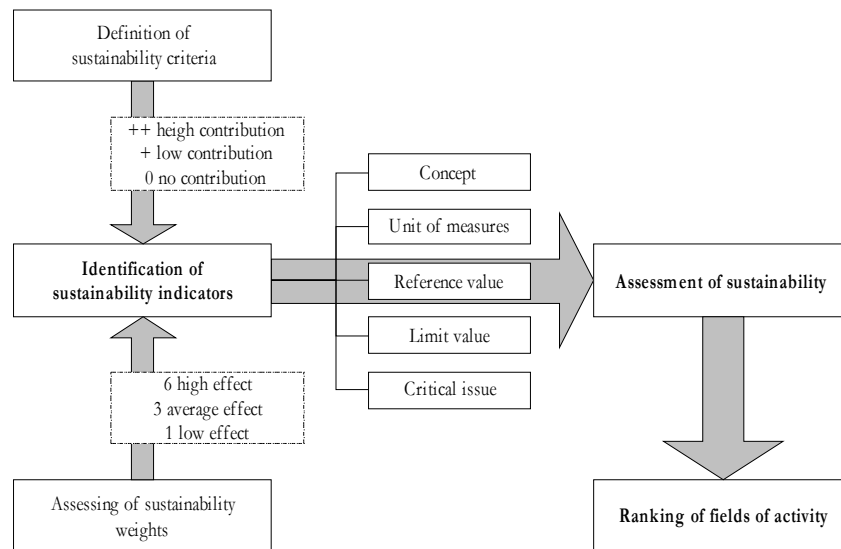 Definition of
sustainability criteria
++ heigh contribution
+ low contribution
0 no contribution
Concept
Unit of measures
Identification of
sustainability indicators
Reference value
Assessment of sustainability
Limit value
Critical issue
6 high effect
3 average effect
1 low effect
Assessing of sustainability
weights
Ranking of fields of activity